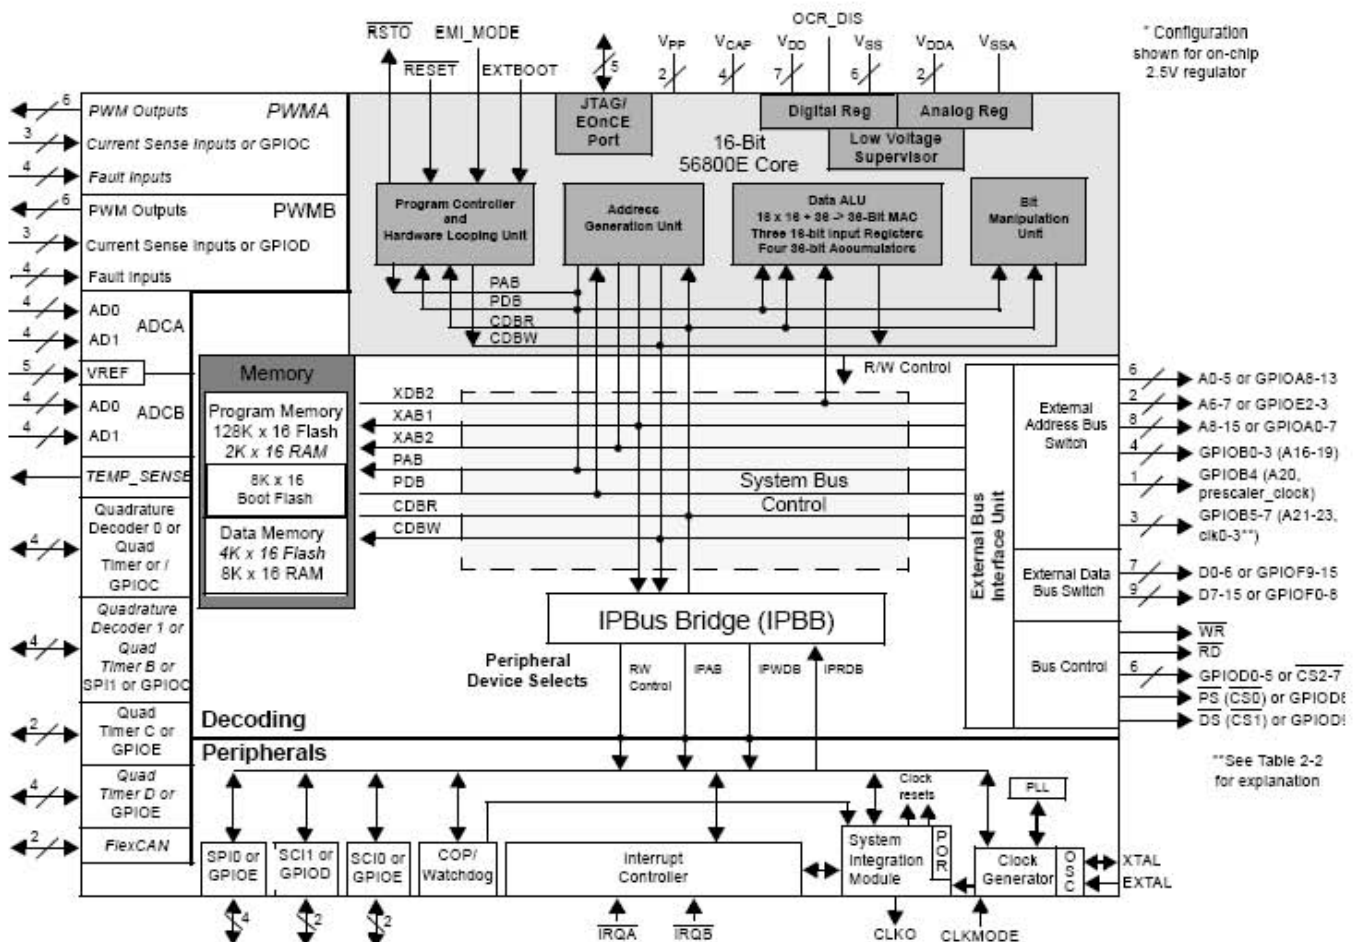 OCR_DIS
RSTO EMI_MODE
RESET EXTBOOT
5
VPP VCAP VDD VSS VDDA VSSA
2 4 7 6 2
* Configuration
shown for on-chip
2.5V regulator
6 PWM Outputs PWMA
3 Current Sense Inputs or GPIOC
4 Fault Inputs
6 PWM Outputs PWMB
3 Current Sense Inputs or GPIOD
4 Fault Inputs
JTAG/
EOnCE
Port
Digital Reg Analog Reg
Low Voltage
Supervisor
16-Bit
56800E Core
Program Controller
and
Hardware Looping Unit
Address
Generation Unit
Data ALU
16 x 16 + 36 -> 36-Bit MAC
Three 16-bit Input Registers
Four 36-bit Accumulators
Bit
Manipulation
Unit
PAB
PDB
CDBR
CDBW
4 AD0
ADCA
4 AD1
5 VREF
4 AD0
ADCB
4 AD1
TEMP_SENSE
4
Quadrature
Decoder 0 or
Quad
Timer or /
GPIOC
4
Quadrature
Decoder 1 or
Quad
Timer B or
SPI1 or GPIOC
2
Quad
Timer C or
GPIOE
4
Quad
Timer D or
GPIOE
2 FlexCAN
Memory
Program Memory
128K x 16 Flash
2K x 16 RAM
8K x 16
Boot Flash
Data Memory
4K x 16 Flash
8K x 16 RAM
R/W Control
XDB2
XAB1
XAB2
PAB
PDB
CDBR
CDBW
System Bus
Control
External Bus
Interface Unit
External
Address Bus
Switch
External Data
Bus Switch
Bus Control
6 A0-5 or GPIOA8-13
2 A6-7 or GPIOE2-3
8 A8-15 or GPIOA0-7
4 GPIOB0-3 (A16-19)
1 GPIOB4 (A20,
prescaler_clock)
3 GPIOB5-7 (A21-23,
clk0-3**)
7 D0-6 or GPIOF9-15
9 D7-15 or GPIOF0-8
WR
RD
6 GPIOD0-5 or CS2-7
PS (CS0) or GPIOD8
DS (CS1) or GPIOD9
**See Table 2-2
for explanation
IPBus Bridge (IPBB)
Peripheral
Device Selects
RW
Control
IPAB IPWDB IPRDB
Decoding
Peripherals
Clock
resets
PLL
SPI0 or
GPIOE
SCI1 or
GPIOD
SCI0 or
GPIOE
COP/
Watchdog
Interrupt
Controller
System
Integration
Module
POR
Clock
Generator
OSC
XTAL
EXTAL
4 2 2
IRQA IRQB CLKO CLKMODE